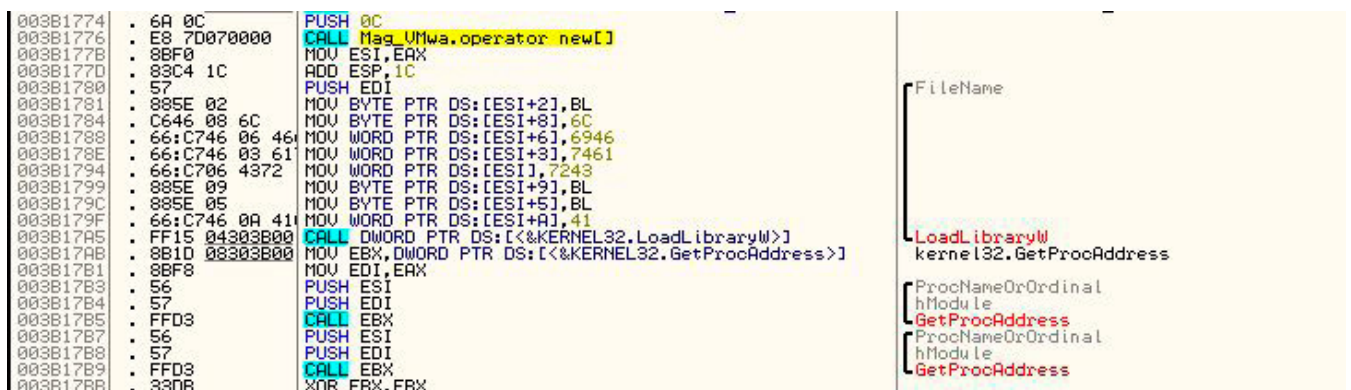 003B1774 . 6A 0C PUSH 0C
003B1776 . E8 7D070000 CALL Mag_VMwa.operator new[]
003B177B . 8BF0 MOV ESI,EAX
003B177D . 83C4 1C ADD ESP,1C
003B1780 . 57 PUSH EDI FileName
003B1781 . 885E 02 MOV BYTE PTR DS:[ESI+2],BL
003B1784 . C646 08 6C MOV BYTE PTR DS:[ESI+8],6C
003B1788 . 66:C746 06 46 MOV WORD PTR DS:[ESI+6],6946
003B178E . 66:C746 03 61 MOV WORD PTR DS:[ESI+3],7461
003B1794 . 66:C706 4372 MOV WORD PTR DS:[ESI],7243
003B1799 . 885E 09 MOV BYTE PTR DS:[ESI+9],BL
003B179C . 885E 05 MOV BYTE PTR DS:[ESI+5],BL
003B179F . 66:C746 0A 41 MOV WORD PTR DS:[ESI+A],41
003B17A5 . FF15 04303B00 CALL DWORD PTR DS:[<&KERNEL32.LoadLibraryW>] LoadLibraryW
003B17AB . 8B1D 08303B00 MOV EBX,DWORD PTR DS:[<&KERNEL32.GetProcAddress>] kernel32.GetProcAddress
003B17B1 . 8BF8 MOV EDI,EAX
003B17B3 . 56 PUSH ESI ProcNameOrOrdinal
003B17B4 . 57 PUSH EDI hModule
003B17B5 . FFD3 CALL EBX GetProcAddress
003B17B7 . 56 PUSH ESI ProcNameOrOrdinal
003B17B8 . 57 PUSH EDI hModule
003B17B9 . FFD3 CALL EBX GetProcAddress
003B17BB . 33DB XOR EBX,EBX